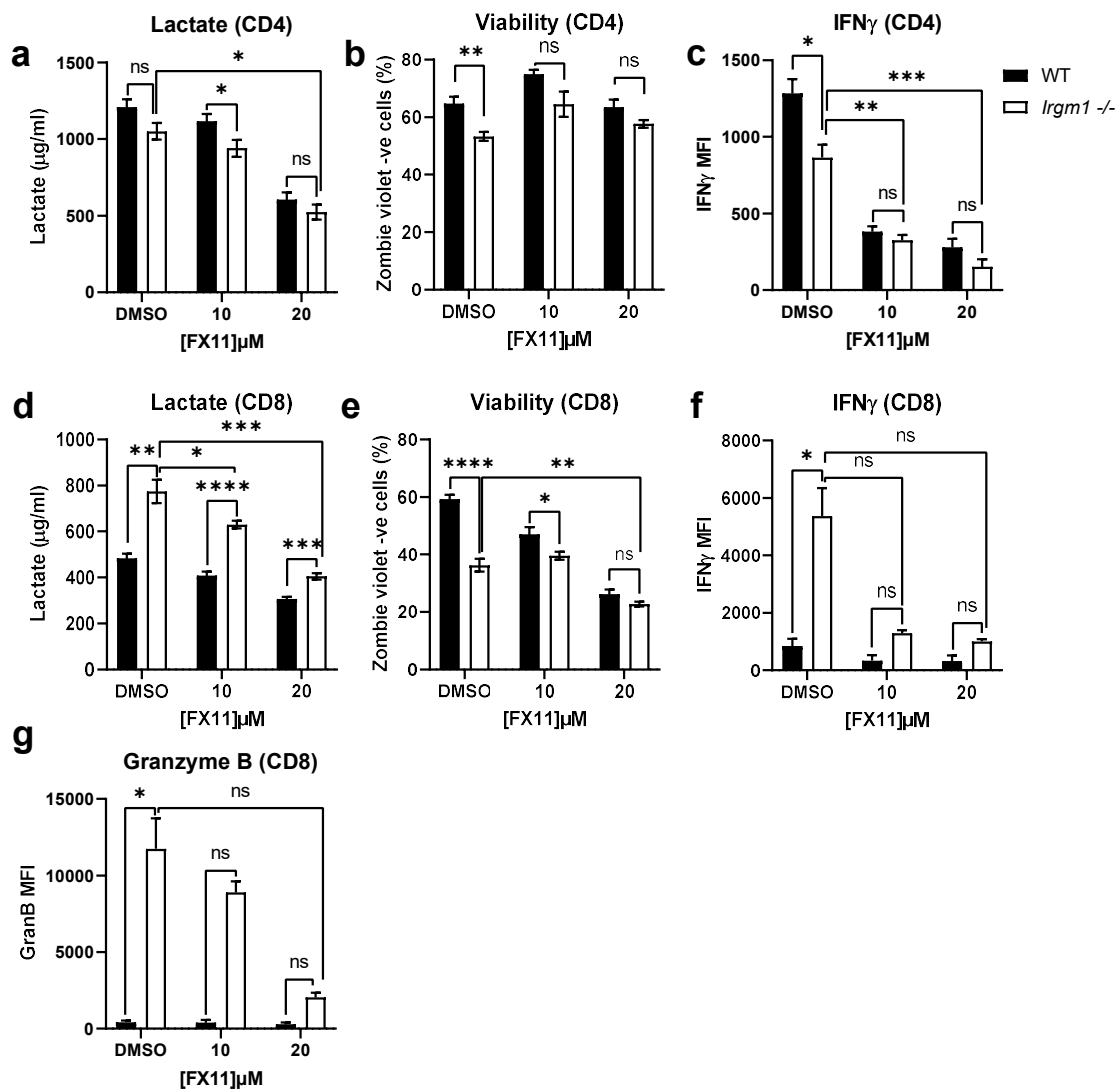 a
Lactate (CD4)
Lactate (µg/ml)
1500
1000
500
0
ns
*
*
ns
DMSO
10
20
[FX11]µM
b
Viability (CD4)
Zombie violet -ve cells (%)
80
60
40
20
0
**
ns
ns
DMSO
10
20
[FX11]µM
c
IFNγ (CD4)
IFNγ MFI
1500
1000
500
0
*
***
**
ns
ns
DMSO
10
20
[FX11]µM
WT
Irgm1 -/-
d
Lactate (CD8)
Lactate (µg/ml)
1000
800
600
400
200
0
***
**
*
****
***
DMSO
10
20
[FX11]µM
e
Viability (CD8)
Zombie violet -ve cells (%)
80
60
40
20
0
****
**
*
ns
DMSO
10
20
[FX11]µM
f
IFNγ (CD8)
IFNγ MFI
8000
6000
4000
2000
0
ns
*
ns
ns
ns
DMSO
10
20
[FX11]µM
g
Granzyme B (CD8)
GranB MFI
15000
10000
5000
0
*
ns
ns
ns
DMSO
10
20
[FX11]µM